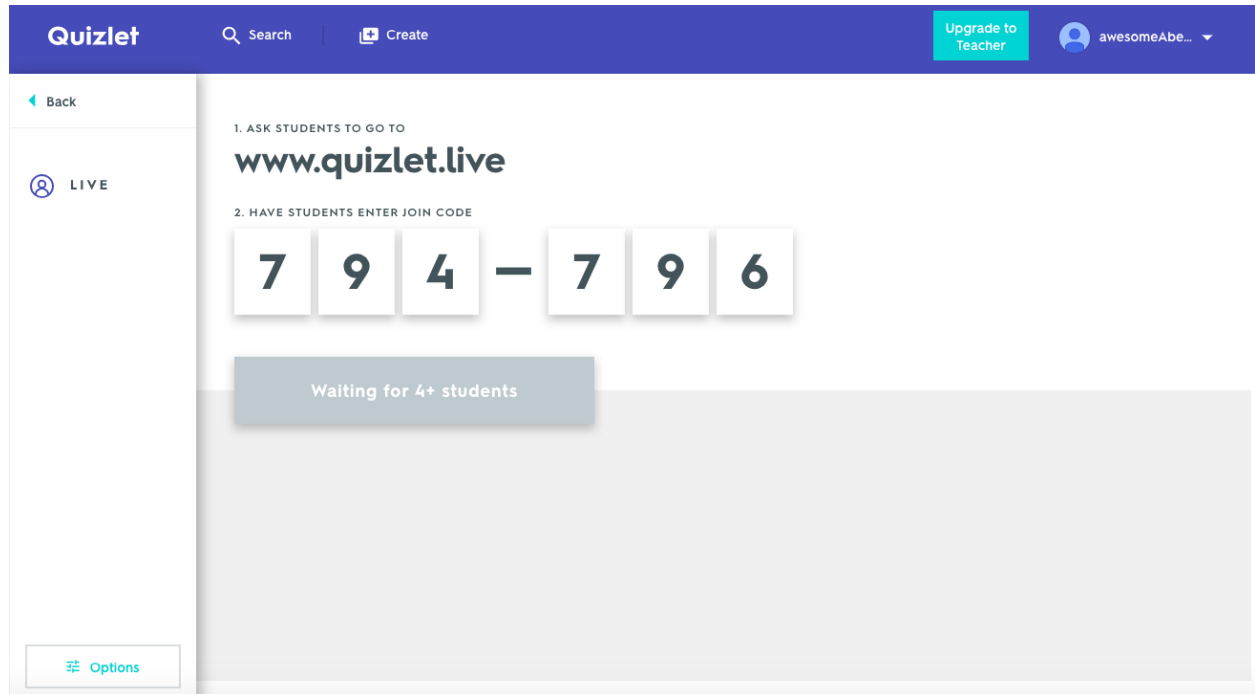 Quizlet
Search
Create
Upgrade to
Teacher
awesomeAbe...
Back
LIVE
1. ASK STUDENTS TO GO TO
www.quizlet.live
2. HAVE STUDENTS ENTER JOIN CODE
794-796
Waiting for 4+ students
Options